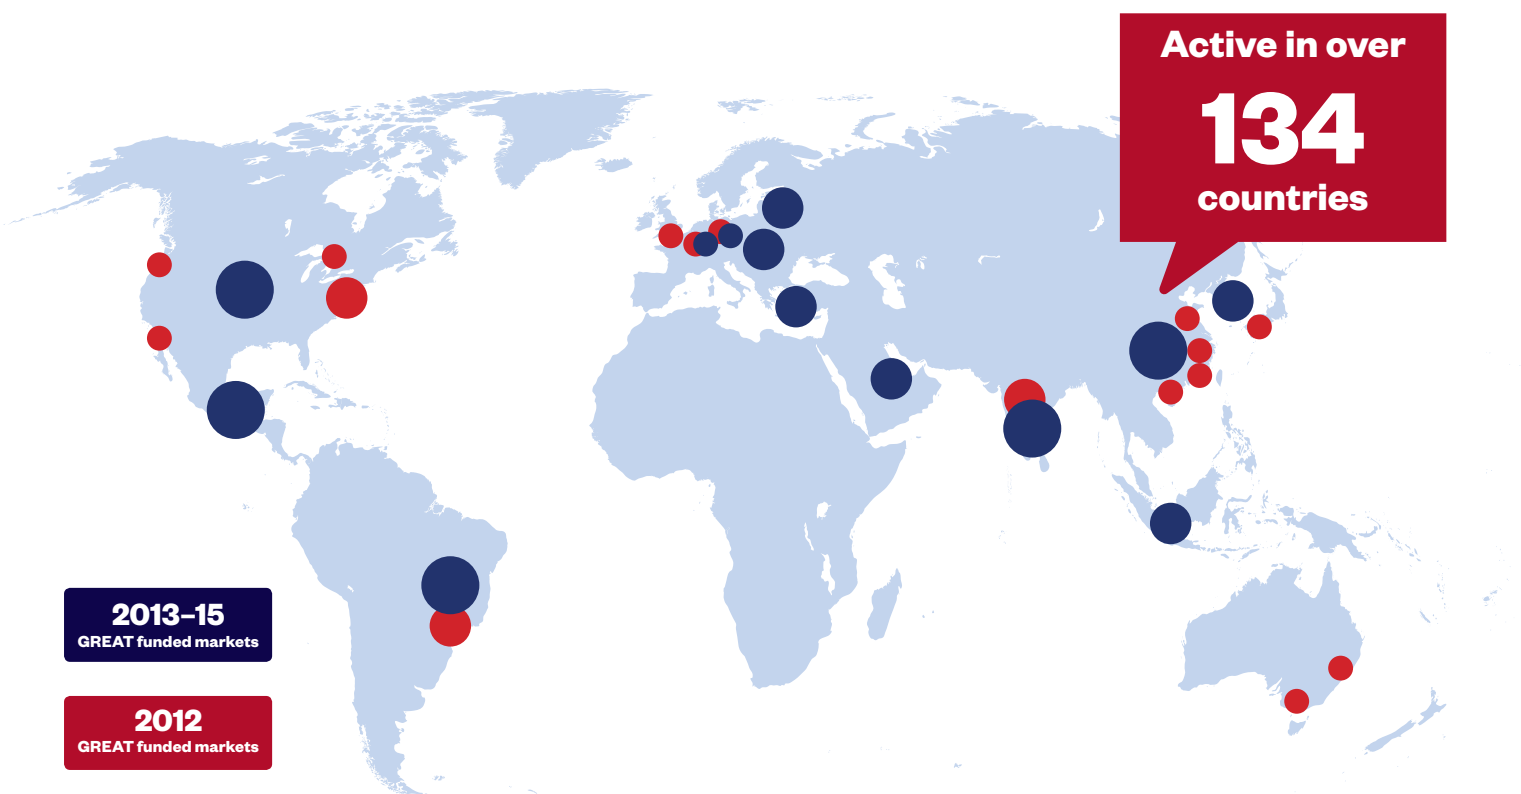 Active in over
134
countries
2013–15
GREAT funded markets
2012
GREAT funded markets